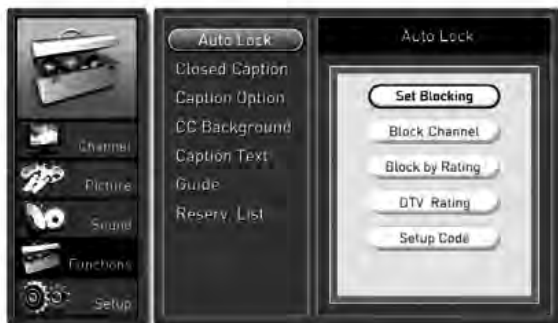 Channel
Picture
Sound
Functions
Setup
Auto Lock
Closed Caption
Caption Option
CC Background
Caption Text
Guide
Reserv. List
Auto Lock
Set Blocking
Block Channel
Block by Rating
DTV Rating
Setup Code